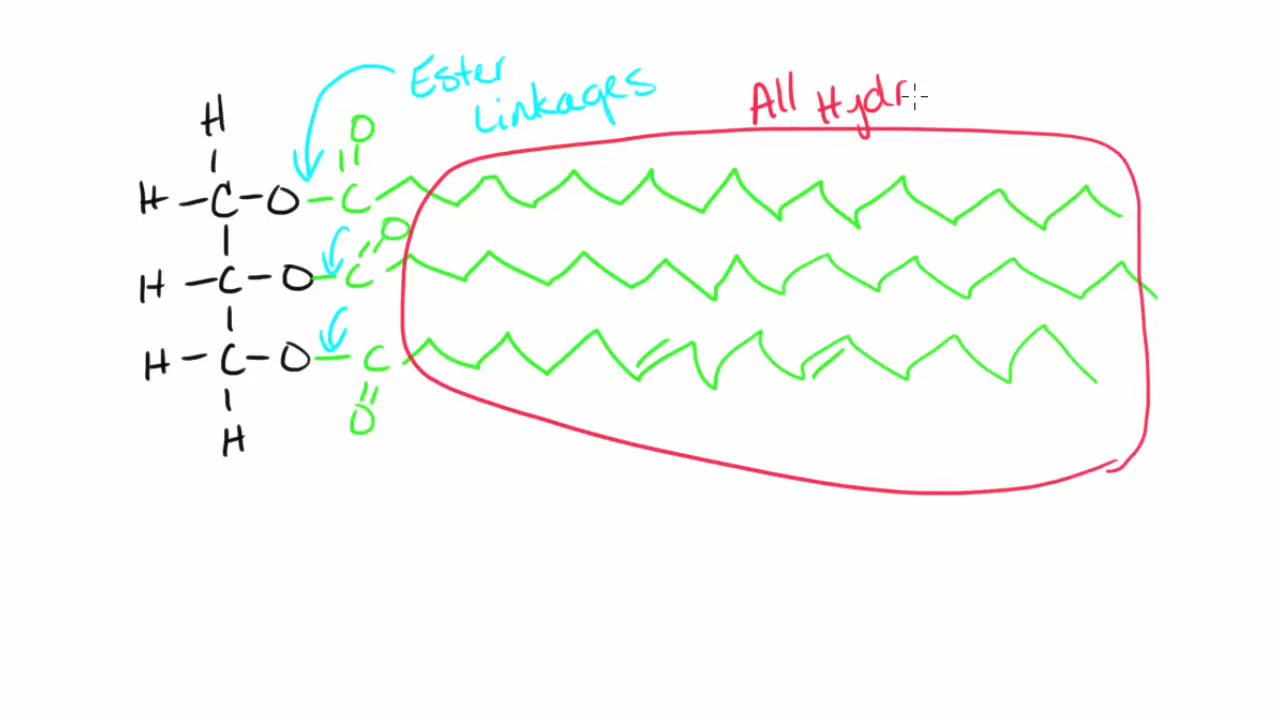 Ester
Linkages
All Hydr
H
O
H-C-O-C
O
H-C-O-C
H-C-O-C
O
H